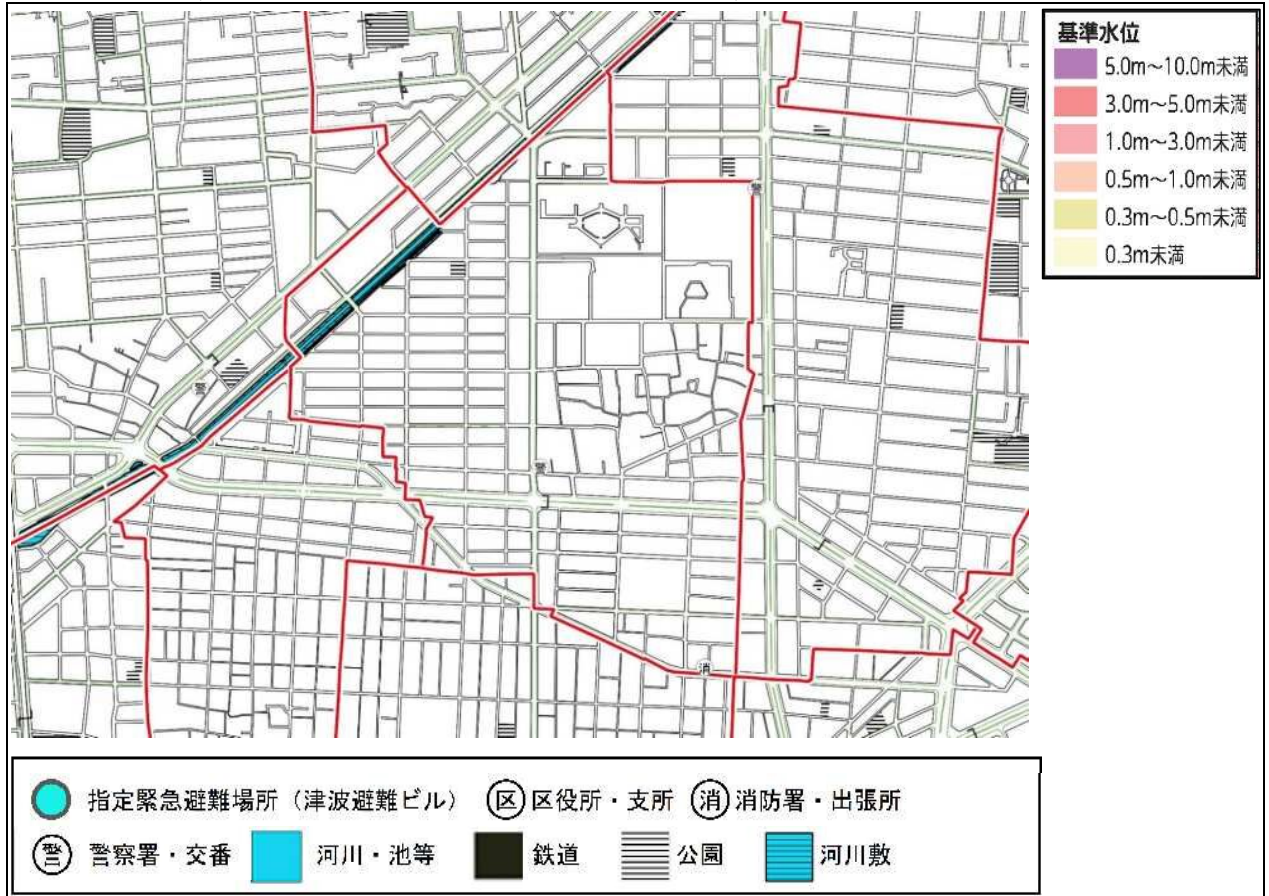 警
警
警
消
基準水位
5.0m～10.0m未満
3.0m～5.0m未満
1.0m～3.0m未満
0.5m～1.0m未満
0.3m～0.5m未満
0.3m未満
指定緊急避難場所（津波避難ビル） 区 区役所・支所 消 消防署・出張所
警 警察署・交番 河川・池等 鉄道 公園 河川敷